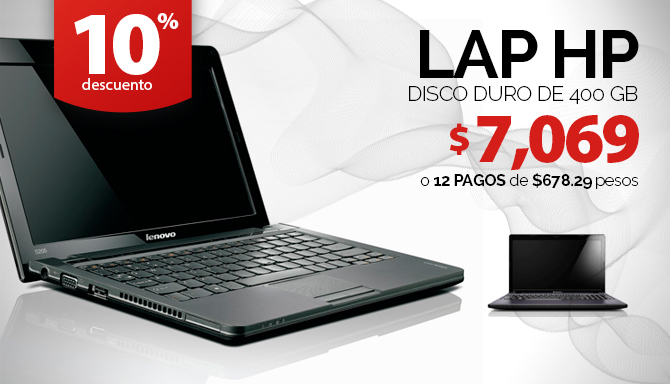 10%
descuento
LAP HP
DISCO DURO DE 400 GB
$7,069
o 12 PAGOS de $678.29 pesos
lenovo